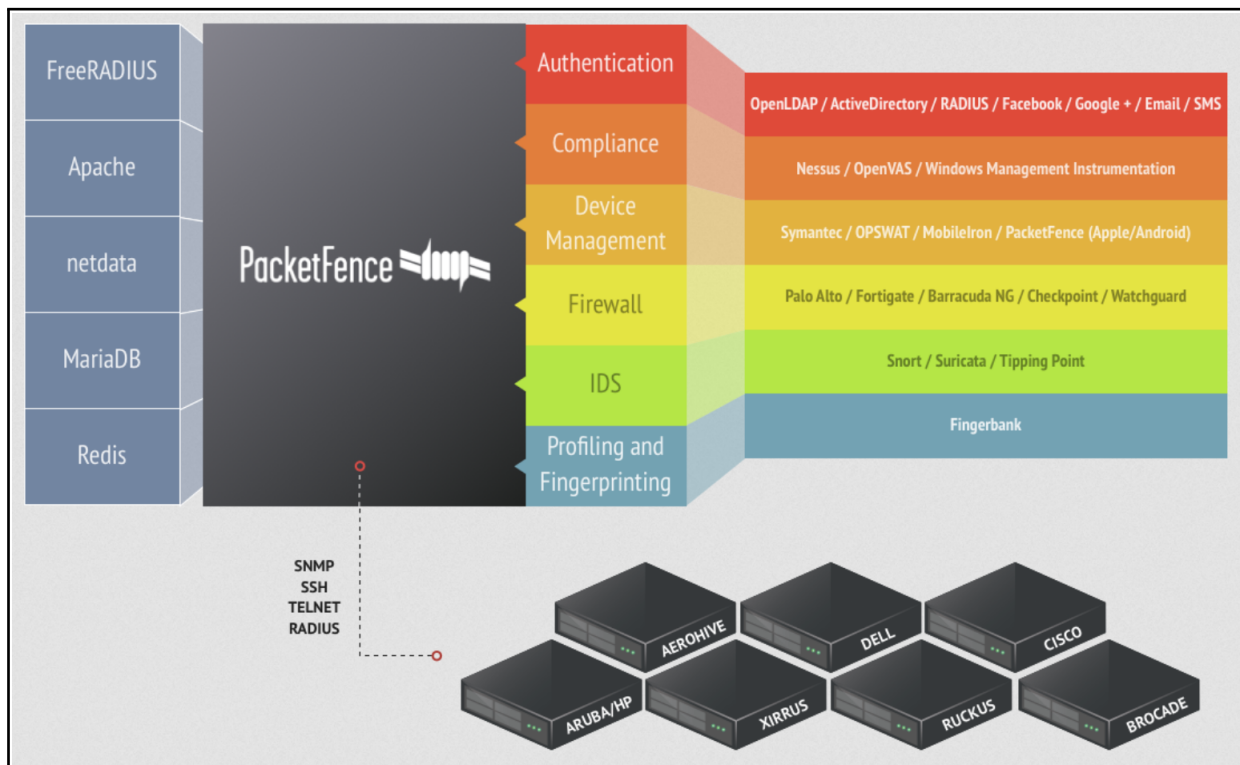 FreeRADIUS
Apache
netdata
MariaDB
Redis
PacketFence
Authentication
Compliance
Device
Management
Firewall
IDS
Profiling and
Fingerprinting
OpenLDAP / ActiveDirectory / RADIUS / Facebook / Google + / Email / SMS
Nessus / OpenVAS / Windows Management Instrumentation
Symantec / OPSWAT / MobileIron / PacketFence (Apple/Android)
Palo Alto / Fortigate / Barracuda NG / Checkpoint / Watchguard
Snort / Suricata / Tipping Point
Fingerbank
SNMP
SSH
TELNET
RADIUS
AEROHIVE
DELL
CISCO
ARUBA/HP
XIRRUS
RUCKUS
BROCADE